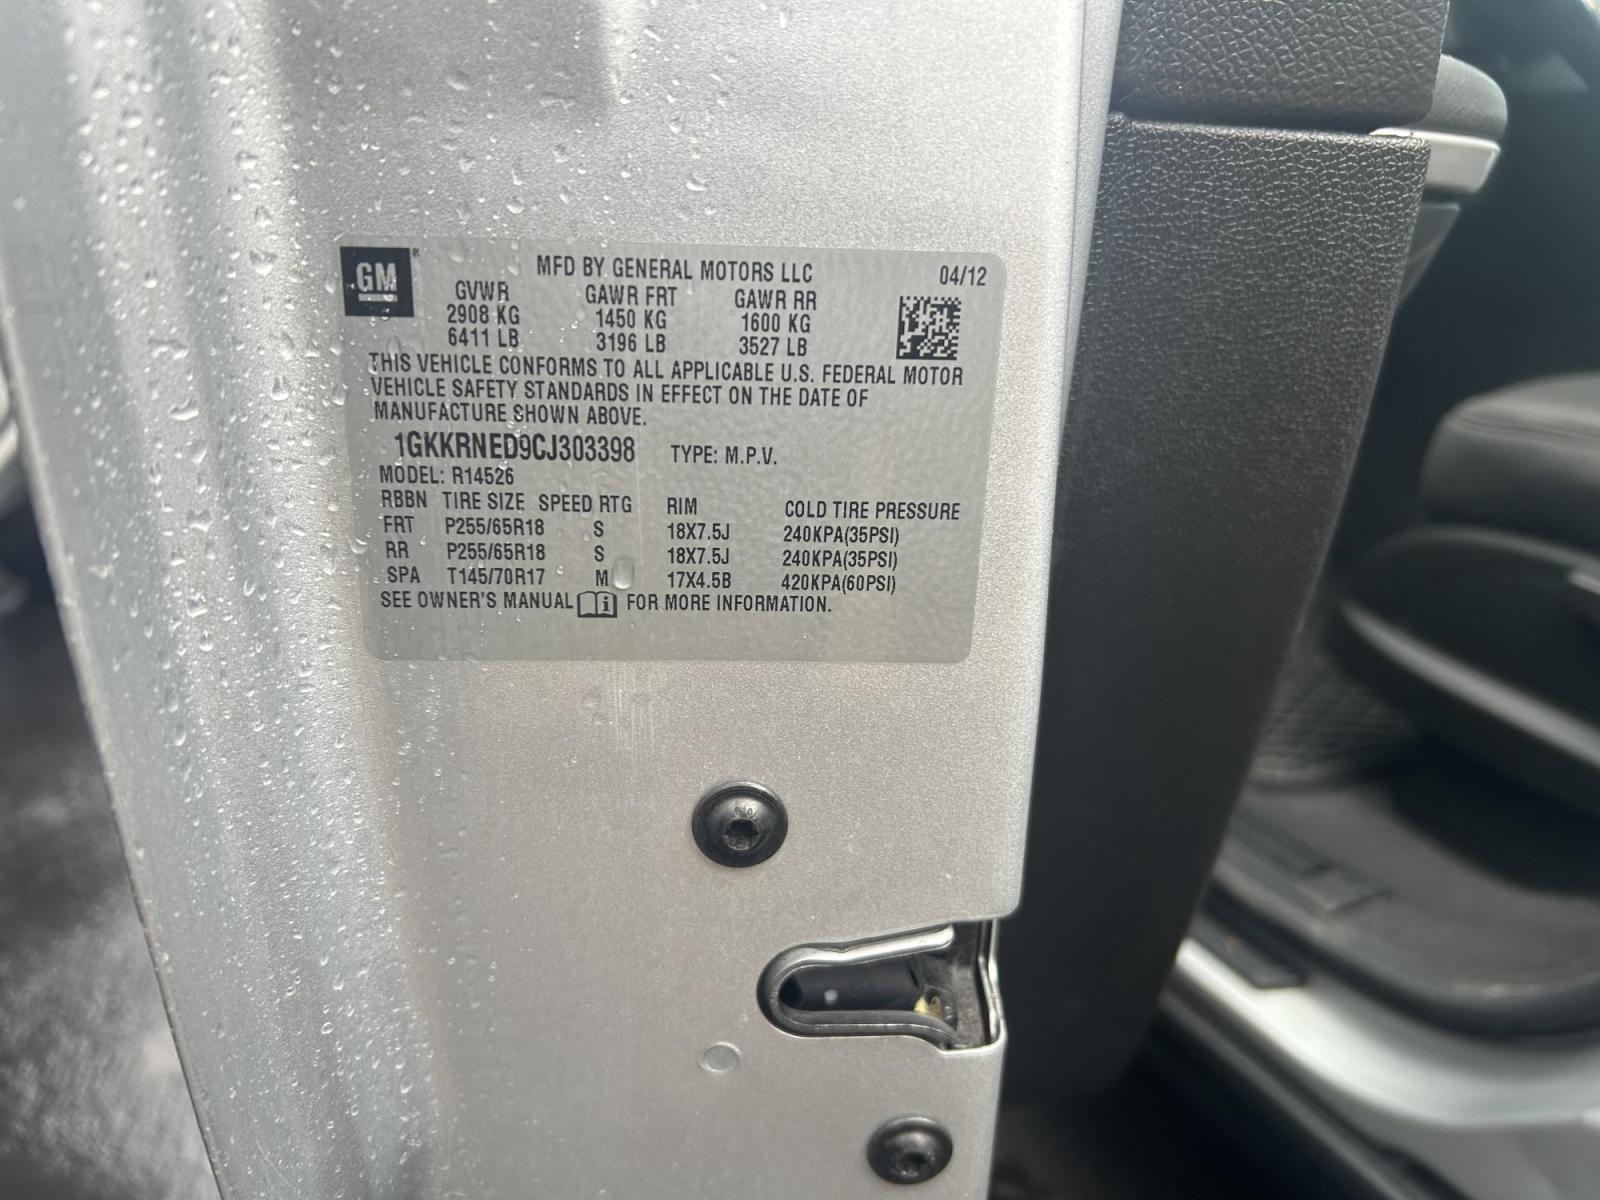 GM
MFD BY GENERAL MOTORS LLC 04/12
GVWR GAWR FRT GAWR RR
2908 KG 1450 KG 1600 KG
6411 LB 3196 LB 3527 LB
THIS VEHICLE CONFORMS TO ALL APPLICABLE U.S. FEDERAL MOTOR
VEHICLE SAFETY STANDARDS IN EFFECT ON THE DATE OF
MANUFACTURE SHOWN ABOVE.
1GKKRNED9CJ303398 TYPE: M.P.V.
MODEL: R14526
RBBN TIRE SIZE SPEED RTG RIM COLD TIRE PRESSURE
FRT P255/65R18 S 18X7.5J 240KPA(35PSI)
RR P255/65R18 S 18X7.5J 240KPA(35PSI)
SPA T145/70R17 M 17X4.5B 420KPA(60PSI)
SEE OWNER'S MANUAL FOR MORE INFORMATION.